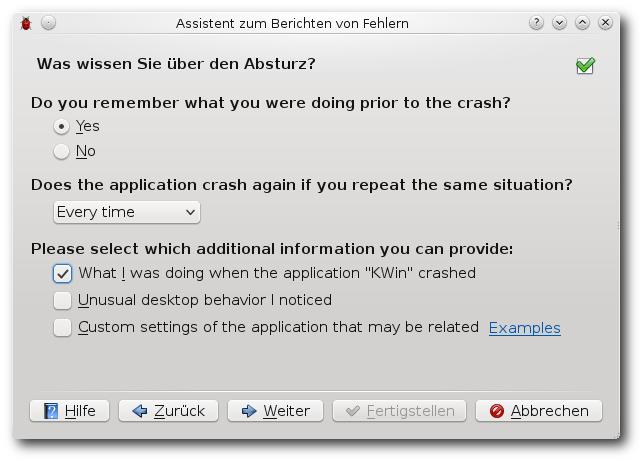 Assistent zum Berichten von Fehlern
Was wissen Sie über den Absturz?
Do you remember what you were doing prior to the crash?
Yes
No
Does the application crash again if you repeat the same situation?
Every time
Please select which additional information you can provide:
What I was doing when the application "KWin" crashed
Unusual desktop behavior I noticed
Custom settings of the application that may be related Examples
Hilfe Zurück Weiter Fertigstellen Abbrechen